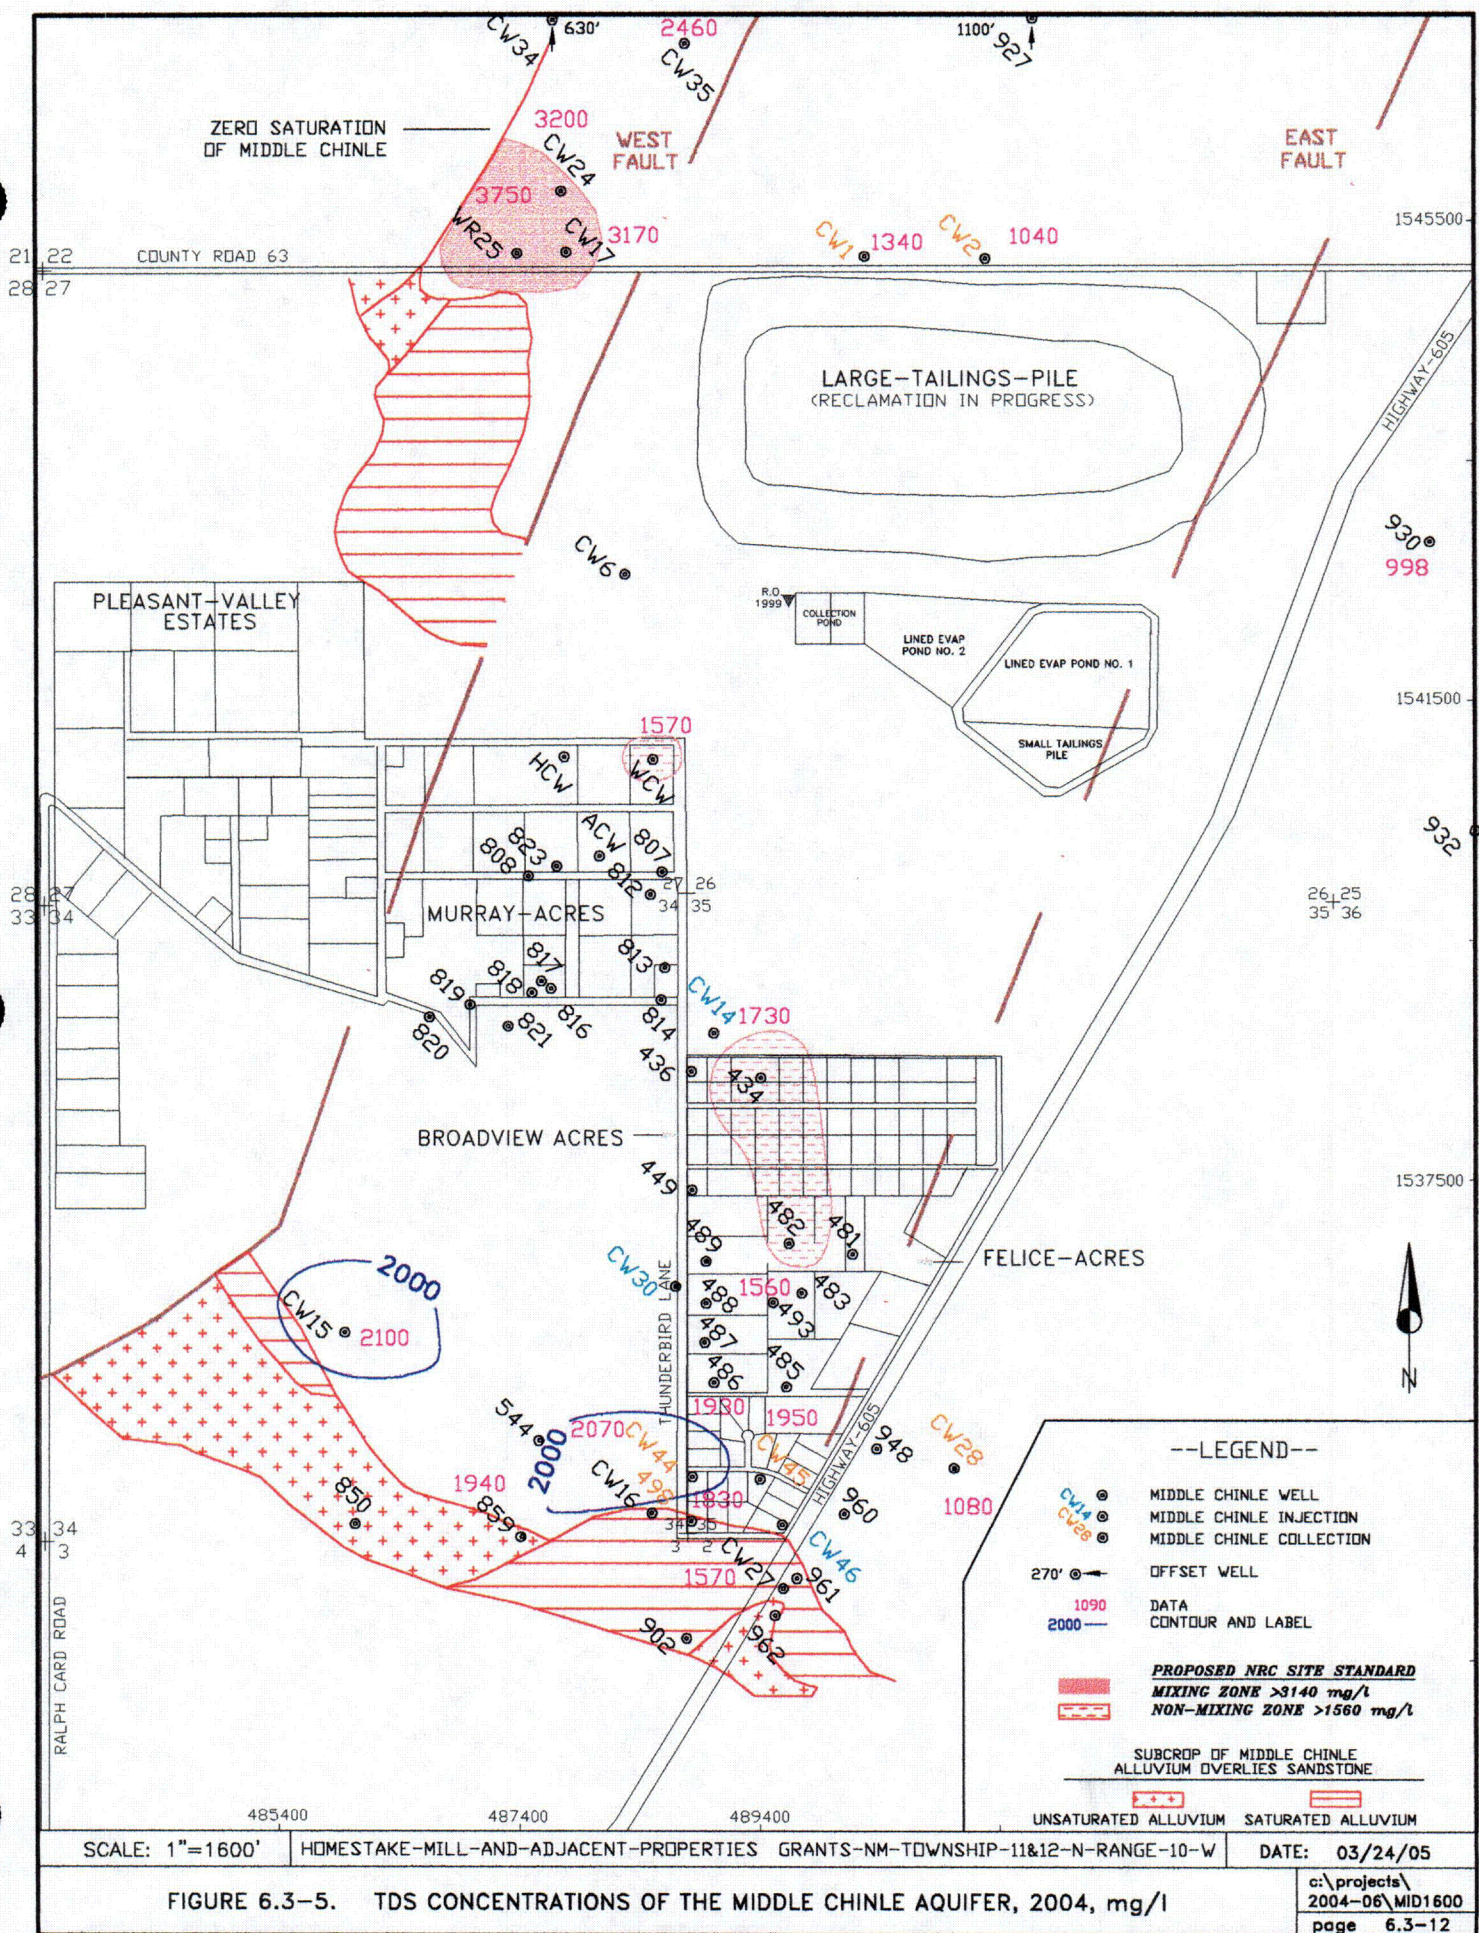 CW34
630'
2460
CW35
1100'
927
ZERO SATURATION
OF MIDDLE CHINLE
3200
CW24
WEST
FAULT
EAST
FAULT
3750
WR25
CW17
3170
CW1
1340
CW2
1040
1545500
21 22
28 27
COUNTY ROAD 63
LARGE-TAILINGS-PILE
(RECLAMATION IN PROGRESS)
HIGHWAY-605
930
998
CW6
PLEASANT-VALLEY
ESTATES
R.O.
1999
COLLECTION
POND
LINED EVAP
POND NO. 2
LINED EVAP POND NO. 1
1541500
SMALL TAILINGS
PILE
1570
HCW
WCW
932
808
823
ACW
807
812
28 27
33 34
27 26
34 35
26 25
35 36
MURRAY-ACRES
813
817
818
819
820
821
816
814
CW14
1730
436
434
BROADVIEW ACRES
449
1537500
482
481
489
FELICE-ACRES
CW30
THUNDERBIRD LANE
2000
CW15
2100
1560
488
483
493
487
485
486
N
1930
1950
544
2070
2000
CW44
498
CW45
HIGHWAY-605
948
CW28
1080
1940
850
859
CW16
1830
960
33 34
4 3
34 35
3 2
CW27
CW46
1570
961
902
962
RALPH CARD ROAD
--LEGEND--
MIDDLE CHINLE WELL
CW14
MIDDLE CHINLE INJECTION
CW28
MIDDLE CHINLE COLLECTION
270'
OFFSET WELL
1090
DATA
2000
CONTOUR AND LABEL
PROPOSED NRC SITE STANDARD
MIXING ZONE >3140 mg/l
NON-MIXING ZONE >1560 mg/l
SUBCROP OF MIDDLE CHINLE
ALLUVIUM OVERLIES SANDSTONE
UNSATURATED ALLUVIUM SATURATED ALLUVIUM
485400
487400
489400
SCALE: 1"=1600'
HOMESTAKE-MILL-AND-ADJACENT-PROPERTIES GRANTS-NM-TOWNSHIP-11&12-N-RANGE-10-W
DATE: 03/24/05
FIGURE 6.3-5. TDS CONCENTRATIONS OF THE MIDDLE CHINLE AQUIFER, 2004, mg/l
c:\projects\
2004-06\MID1600
page 6.3-12